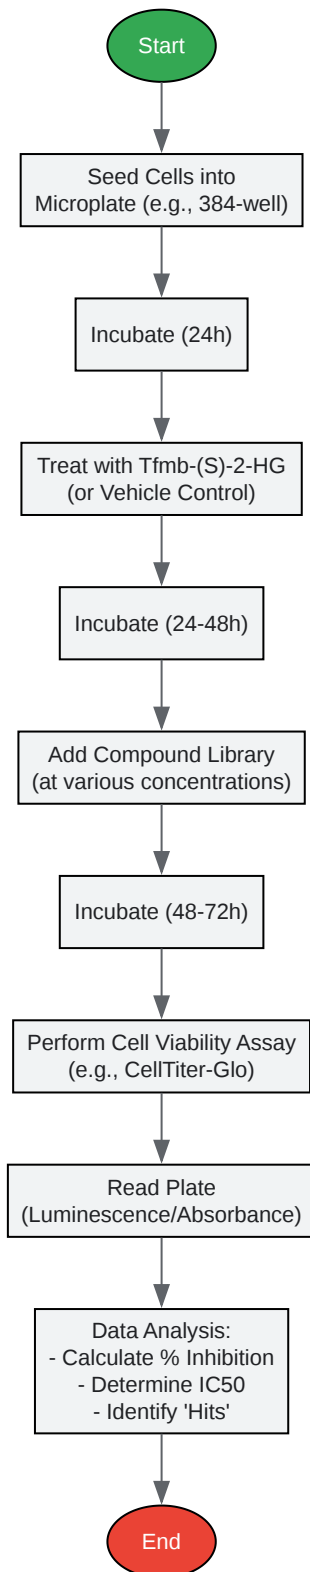 Start
Seed Cells into
Microplate (e.g., 384-well)
Incubate (24h)
Treat with Tfmb-(S)-2-HG
(or Vehicle Control)
Incubate (24-48h)
Add Compound Library
(at various concentrations)
Incubate (48-72h)
Perform Cell Viability Assay
(e.g., CellTiter-Glo)
Read Plate
(Luminescence/Absorbance)
Data Analysis:
- Calculate % Inhibition
- Determine IC50
- Identify 'Hits'
End